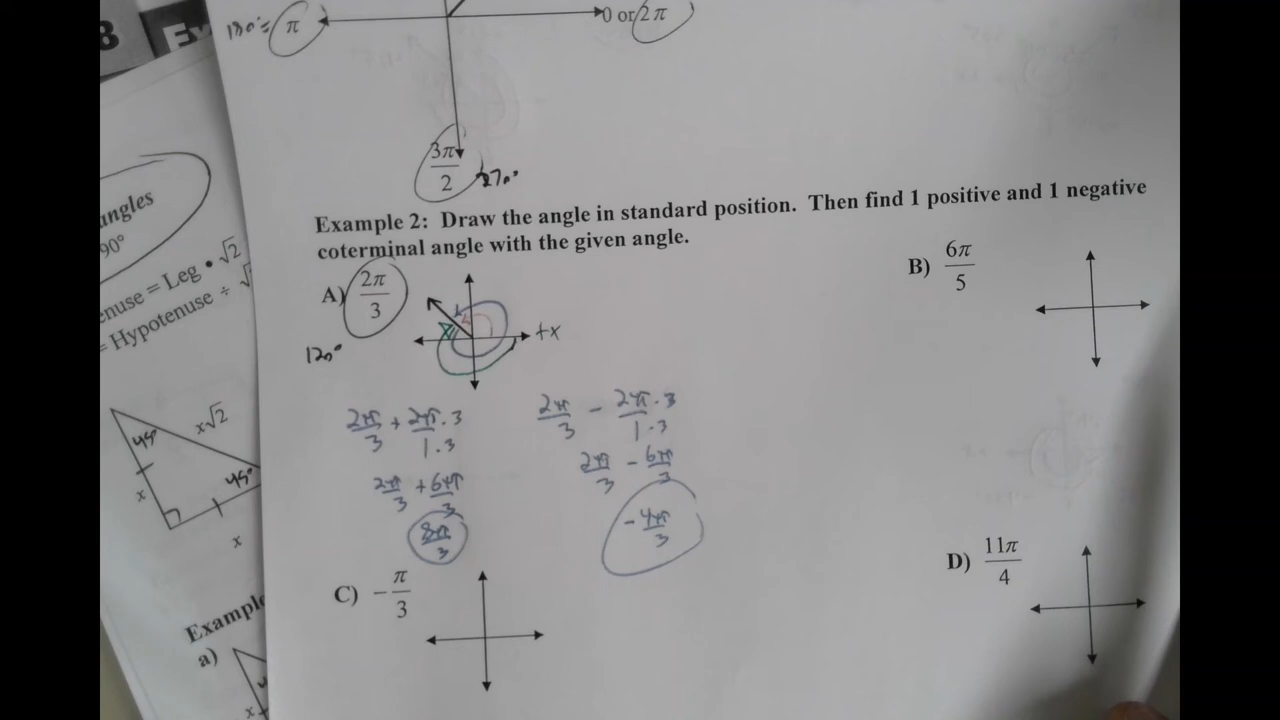 8
Ex
180°= π
0 or 2π
3π/2
270°
angles
90°
enuse = Leg • √2
= Hypotenuse ÷ √
45°
x√2
x
45°
x
Example
a)
x
Example 2: Draw the angle in standard position. Then find 1 positive and 1 negative
coterminal angle with the given angle.
A) 2π/3
120°
+x
2π/3 + 2π·3/1·3
2π/3 + 6π/3
8π/3
2π/3 - 2π·3/1·3
2π/3 - 6π/3
-4π/3
B) 6π/5
C) -π/3
D) 11π/4